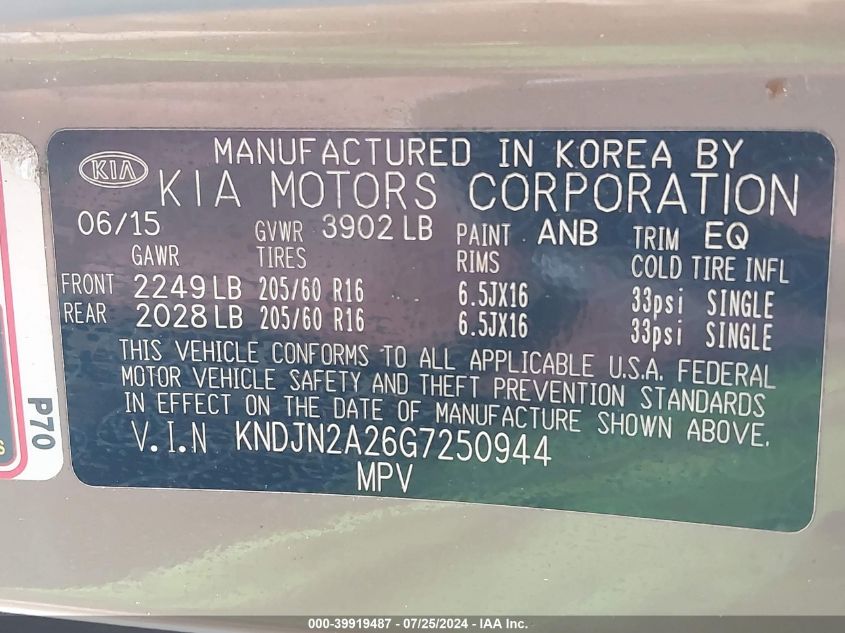 KIA
MANUFACTURED IN KOREA BY
KIA MOTORS CORPORATION
06/15 GVWR 3902 LB PAINT ANB TRIM EQ
GAWR TIRES RIMS COLD TIRE INFL
FRONT 2249 LB 205/60 R16 6.5JX16 33psi SINGLE
REAR 2028 LB 205/60 R16 6.5JX16 33psi SINGLE
THIS VEHICLE CONFORMS TO ALL APPLICABLE U.S.A. FEDERAL
MOTOR VEHICLE SAFETY AND THEFT PREVENTION STANDARDS
IN EFFECT ON THE DATE OF MANUFACTURE SHOWN ABOVE.
V.I.N KNDJN2A26G7250944
MPV
P70
000-39919487 - 07/25/2024 - IAA Inc.